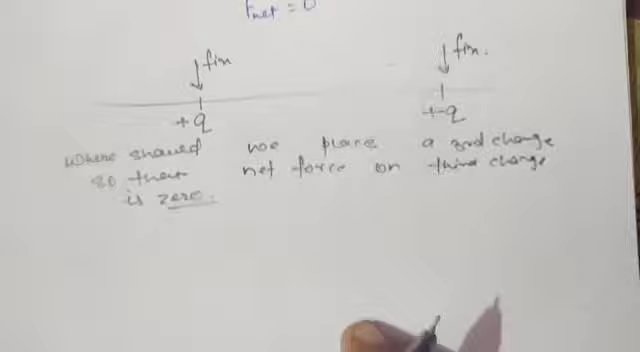 Fnet = 0
fix
fix.
+q
+q
where should we place a 3rd charge
so that net force on third charge
is zero.